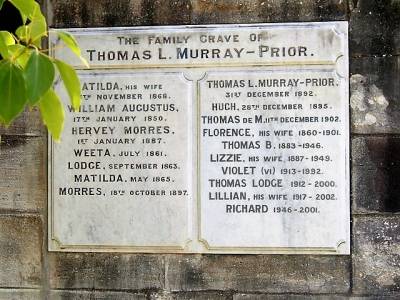 The Family Grave of
Thomas L. Murray-Prior.
ATILDA, HIS WIFE
TH NOVEMBER 1868.
WILLIAM AUGUSTUS,
17TH JANUARY 1850.
HERVEY MORRES,
1ST JANUARY 1887.
WEETA, JULY 1861.
LODGE, SEPTEMBER 1863.
MATILDA, MAY 1865.
MORRES, 18TH OCTOBER 1897.
THOMAS L. MURRAY-PRIOR.
31ST DECEMBER 1892.
HUGH, 26TH DECEMBER 1895.
THOMAS DE M. 11TH DECEMBER 1902.
FLORENCE, HIS WIFE 1860-1901.
THOMAS B. 1883-1946.
LIZZIE, HIS WIFE 1887-1949.
VIOLET (VI) 1913-1992.
THOMAS LODGE 1912-2000.
LILLIAN, HIS WIFE 1917-2002.
RICHARD 1946-2001.